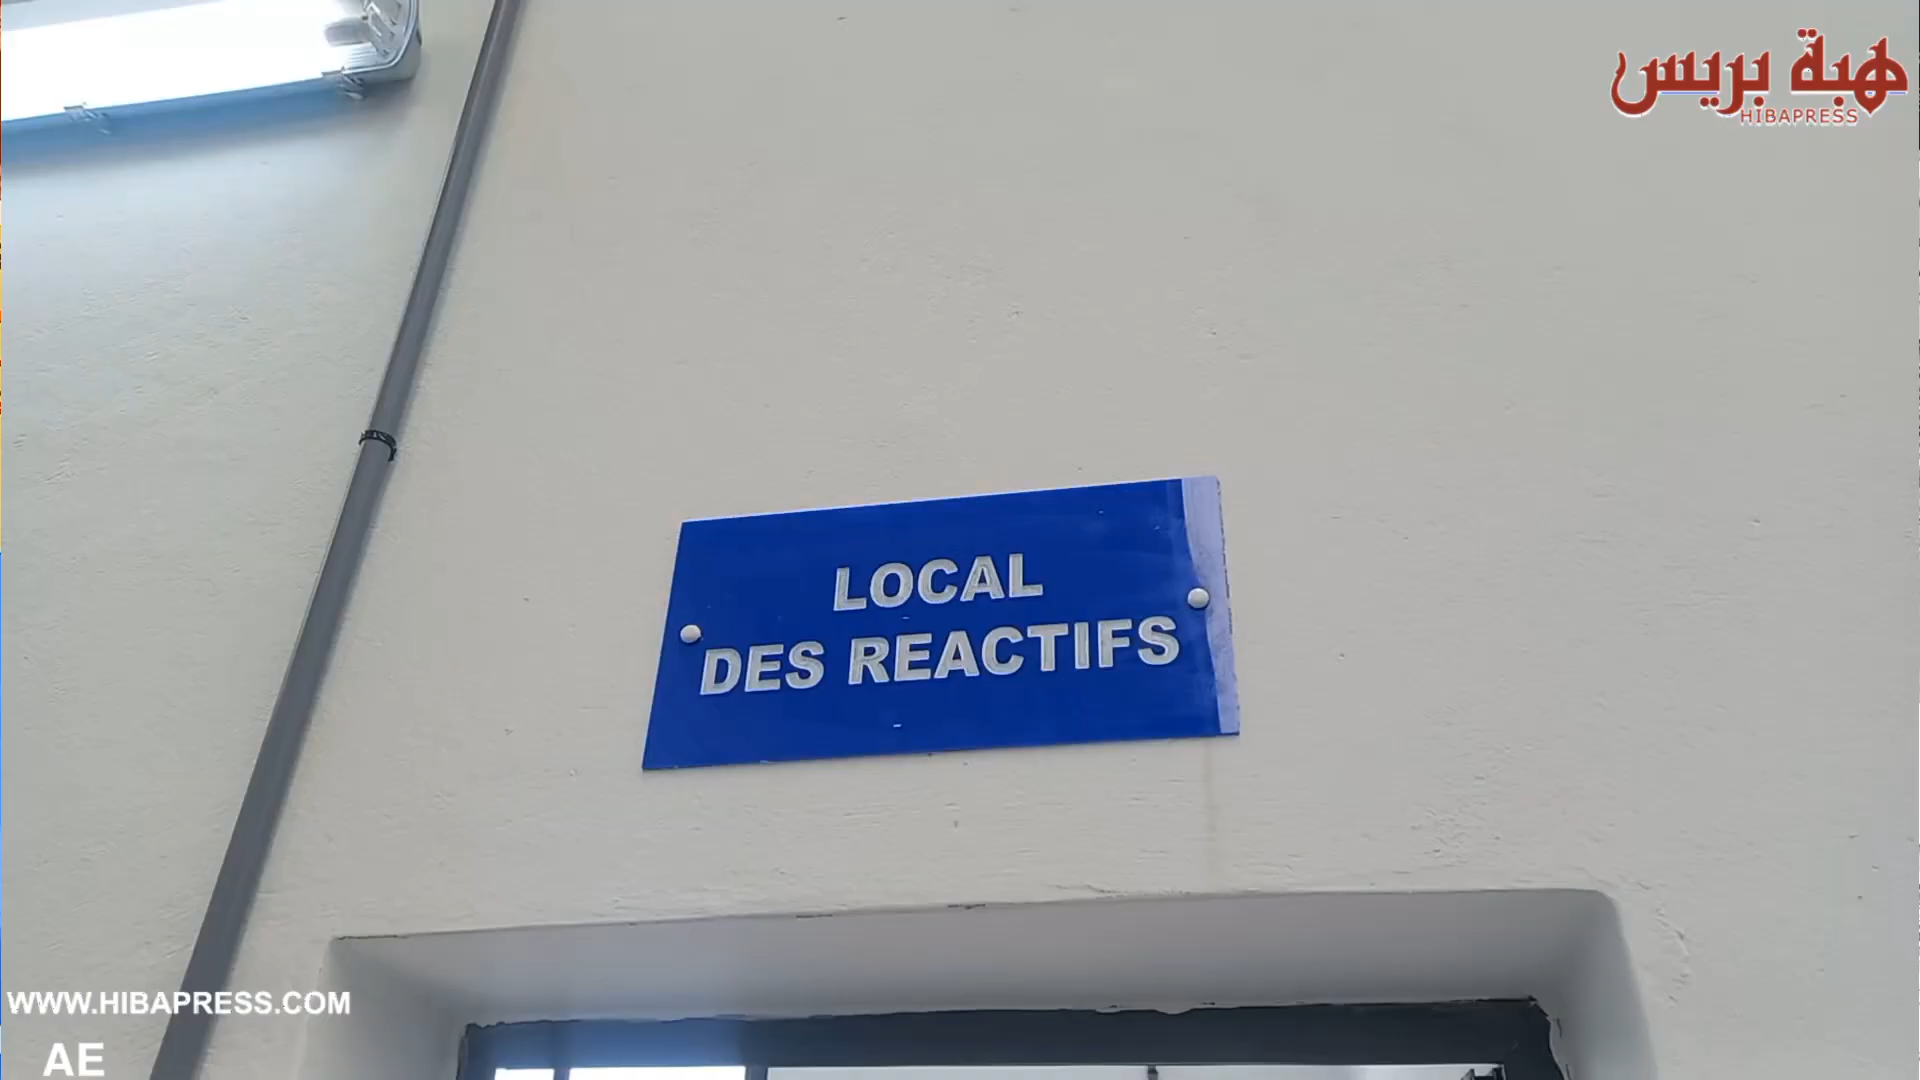 هبة بريس
HIBAPRESS
LOCAL
DES REACTIFS
WWW.HIBAPRESS.COM
AE